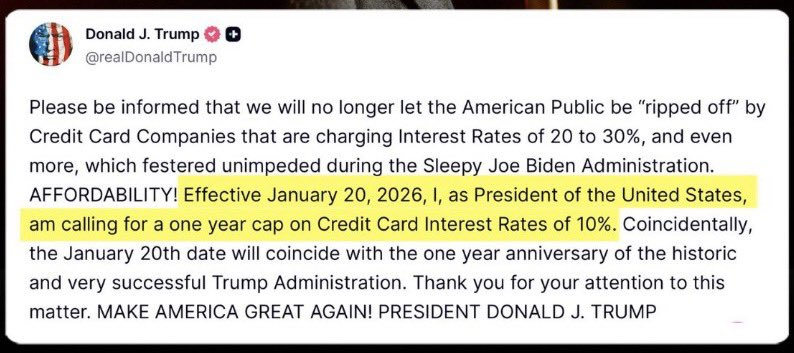 Donald J. Trump
@realDonaldTrump
Please be informed that we will no longer let the American Public be “ripped off” by
Credit Card Companies that are charging Interest Rates of 20 to 30%, and even
more, which festered unimpeded during the Sleepy Joe Biden Administration.
AFFORDABILITY! Effective January 20, 2026, I, as President of the United States,
am calling for a one year cap on Credit Card Interest Rates of 10%. Coincidentally,
the January 20th date will coincide with the one year anniversary of the historic
and very successful Trump Administration. Thank you for your attention to this
matter. MAKE AMERICA GREAT AGAIN! PRESIDENT DONALD J. TRUMP